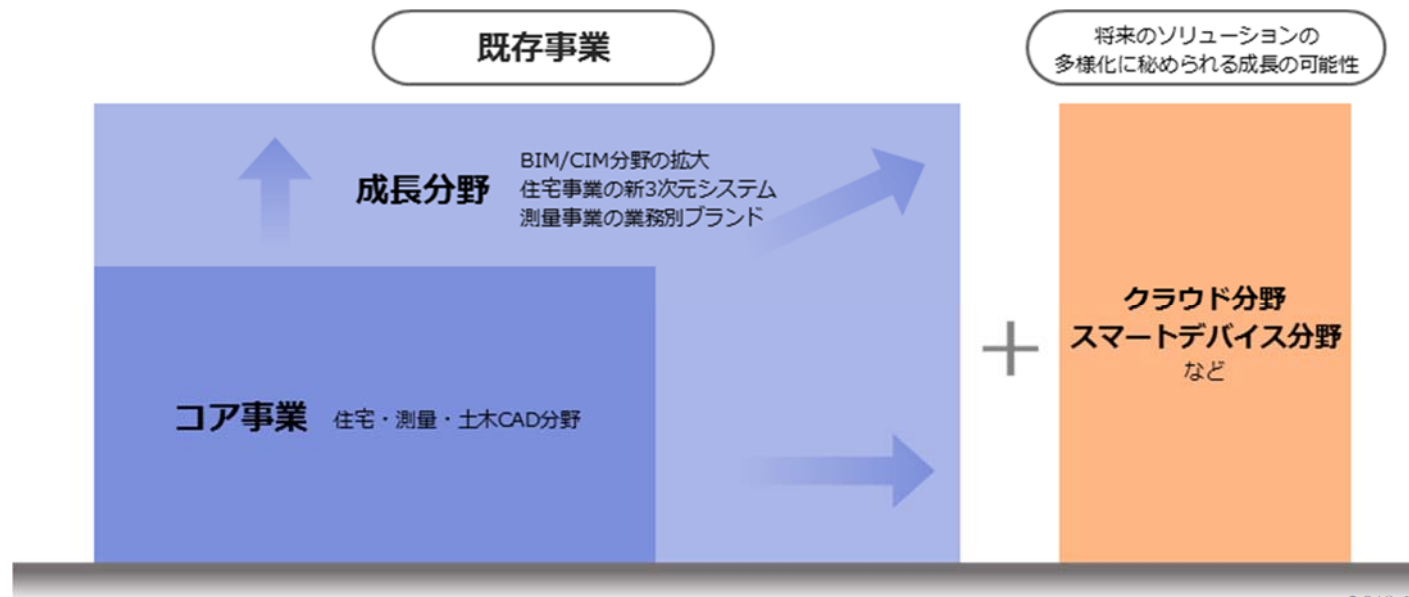 既存事業
将来のソリューションの
多様化に秘められる成長の可能性
成長分野
BIM/CIM分野の拡大
住宅事業の新3次元システム
測量事業の業務別ブランド
コア事業 住宅・測量・土木CAD分野
+
クラウド分野
スマートデバイス分野
など